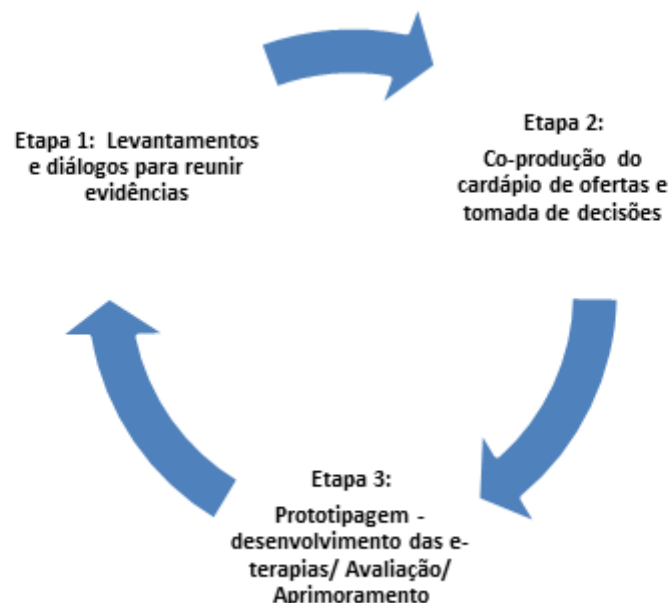 Etapa 1: Levantamentos
e diálogos para reunir
evidências
Etapa 2:
Co-produção do
cardápio de ofertas e
tomada de decisões
Etapa 3:
Prototipagem -
desenvolvimento das e-
terapias/ Avaliação/
Aprimoramento